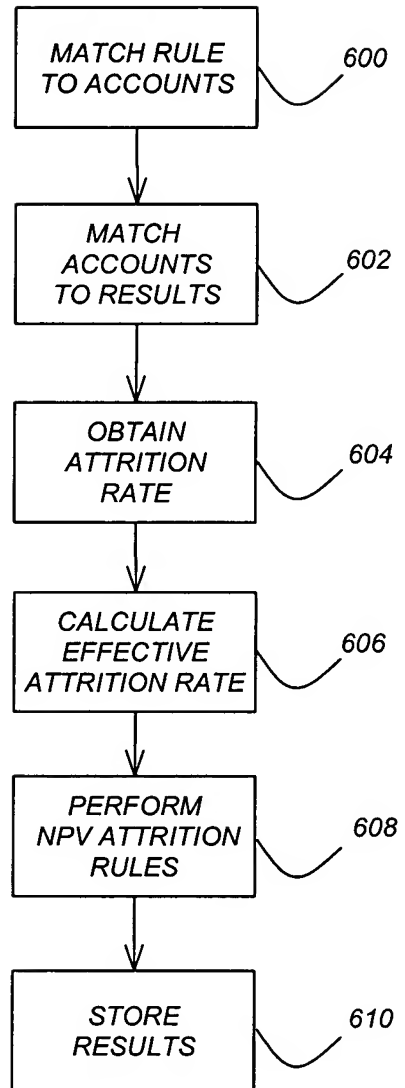 MATCH RULE
TO ACCOUNTS
600
MATCH
ACCOUNTS
TO RESULTS
602
OBTAIN
ATTRITION
RATE
604
CALCULATE
EFFECTIVE
ATTRITION RATE
606
PERFORM
NPV ATTRITION
RULES
608
STORE
RESULTS
610